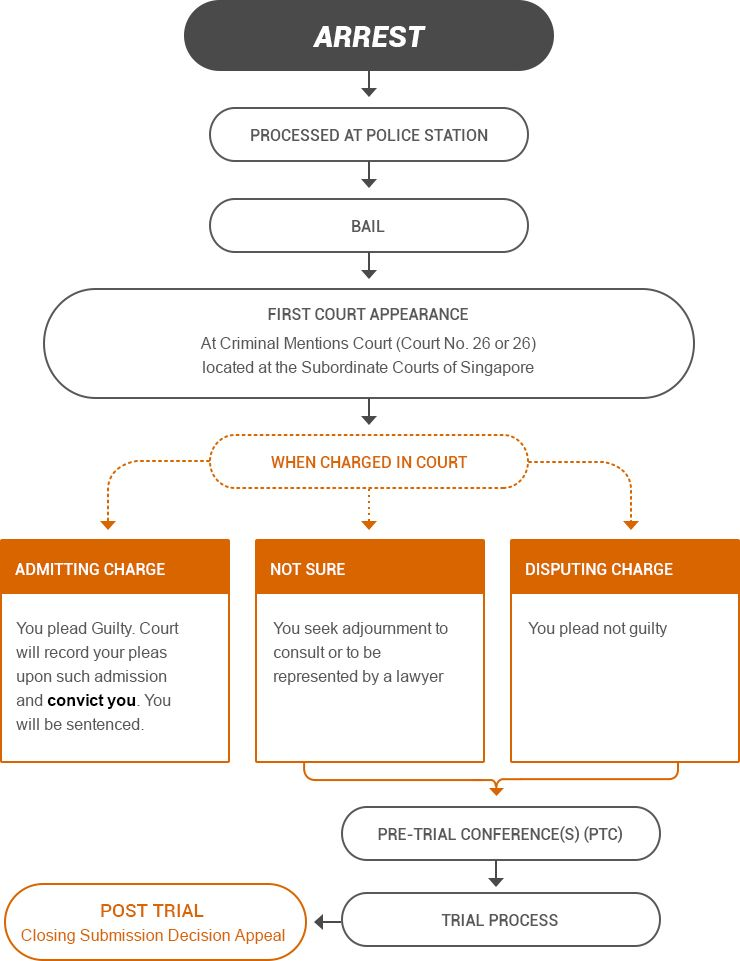 ARREST
PROCESSED AT POLICE STATION
BAIL
FIRST COURT APPEARANCE
At Criminal Mentions Court (Court No. 26 or 26)
located at the Subordinate Courts of Singapore
WHEN CHARGED IN COURT
ADMITTING CHARGE
You plead Guilty. Court
will record your pleas
upon such admission
and convict you. You
will be sentenced.
NOT SURE
You seek adjournment to
consult or to be
represented by a lawyer
DISPUTING CHARGE
You plead not guilty
PRE-TRIAL CONFERENCE(S) (PTC)
TRIAL PROCESS
POST TRIAL
Closing Submission Decision Appeal